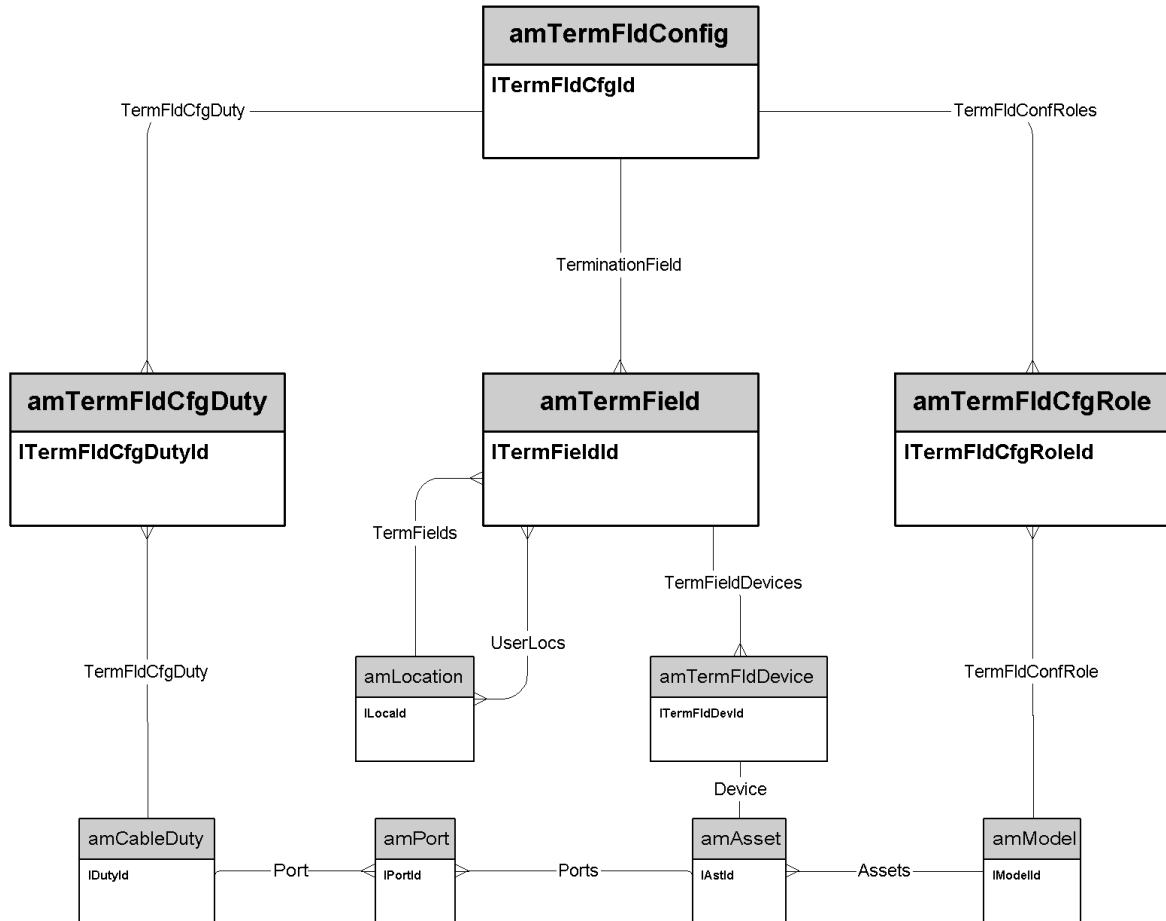 amTermFldConfig
lTermFldCfgId
TermFldCfgDuty
TermFldConfRoles
TerminationField
amTermFldCfgDuty
lTermFldCfgDutyId
amTermField
lTermFieldId
amTermFldCfgRole
lTermFldCfgRoleId
TermFields
TermFieldDevices
UserLocs
TermFldCfgDuty
amLocation
lLocaId
amTermFldDevice
lTermFldDevId
TermFldConfRole
Device
amCableDuty
lDutyId
Port
amPort
lPortId
Ports
amAsset
lAstId
Assets
amModel
lModelId